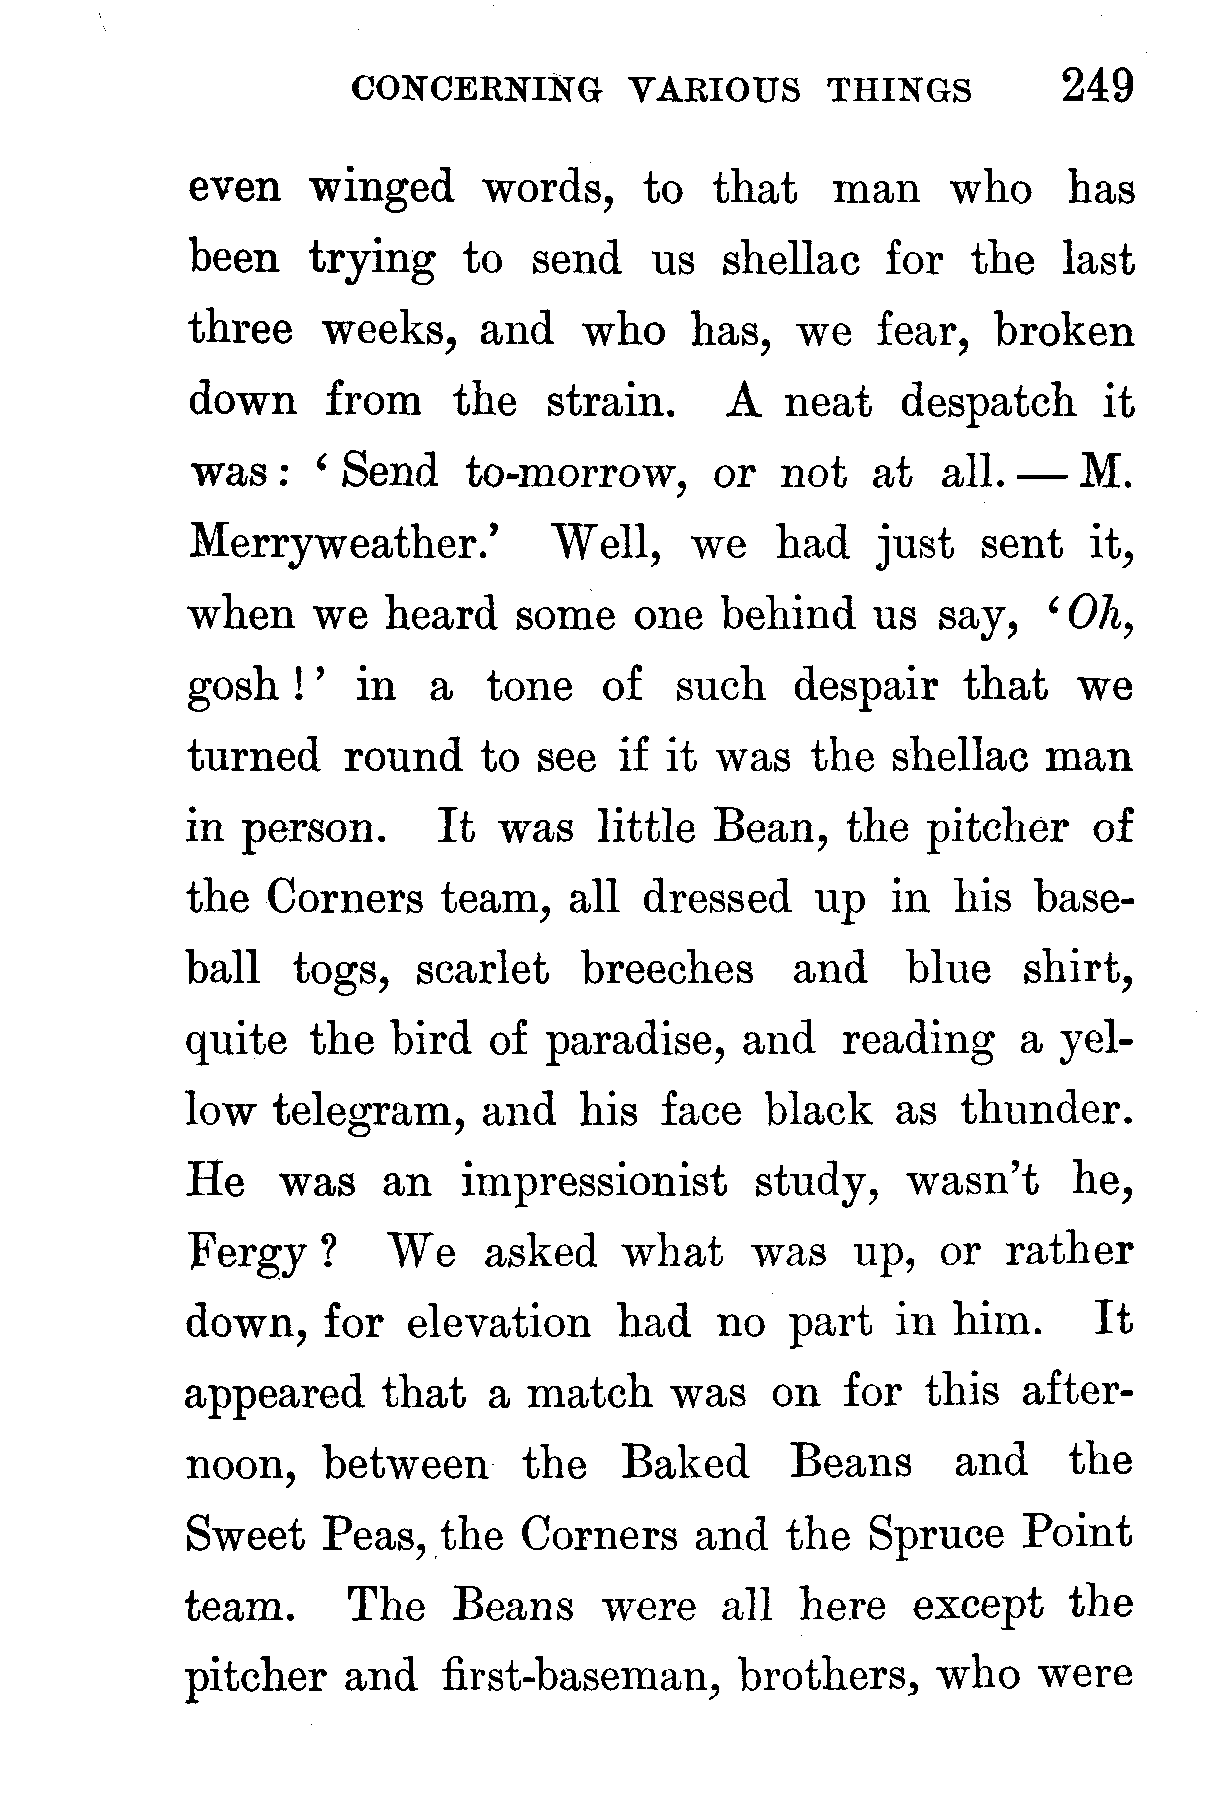 CONCERNING VARIOUS THINGS 249
even winged words, to that man who has
been trying to send us shellac for the last
three weeks, and who has, we fear, broken
down from the strain. A neat despatch it
was: ‘Send to-morrow, or not at all. — M.
Merryweather.’ Well, we had just sent it,
when we heard some one behind us say, ‘Oh,
gosh!’ in a tone of such despair that we
turned round to see if it was the shellac man
in person. It was little Bean, the pitcher of
the Corners team, all dressed up in his base-
ball togs, scarlet breeches and blue shirt,
quite the bird of paradise, and reading a yel-
low telegram, and his face black as thunder.
He was an impressionist study, wasn’t he,
Fergy? We asked what was up, or rather
down, for elevation had no part in him. It
appeared that a match was on for this after-
noon, between the Baked Beans and the
Sweet Peas, the Corners and the Spruce Point
team. The Beans were all here except the
pitcher and first-baseman, brothers, who were